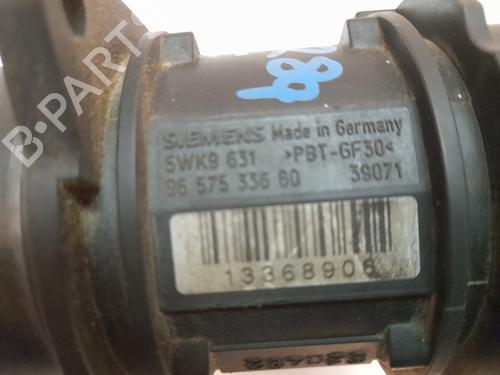 B-PARTS
SIEMENS Made in Germany
5WK9 631 >PBT-GF30<
96 575 336 80 39071
13368906